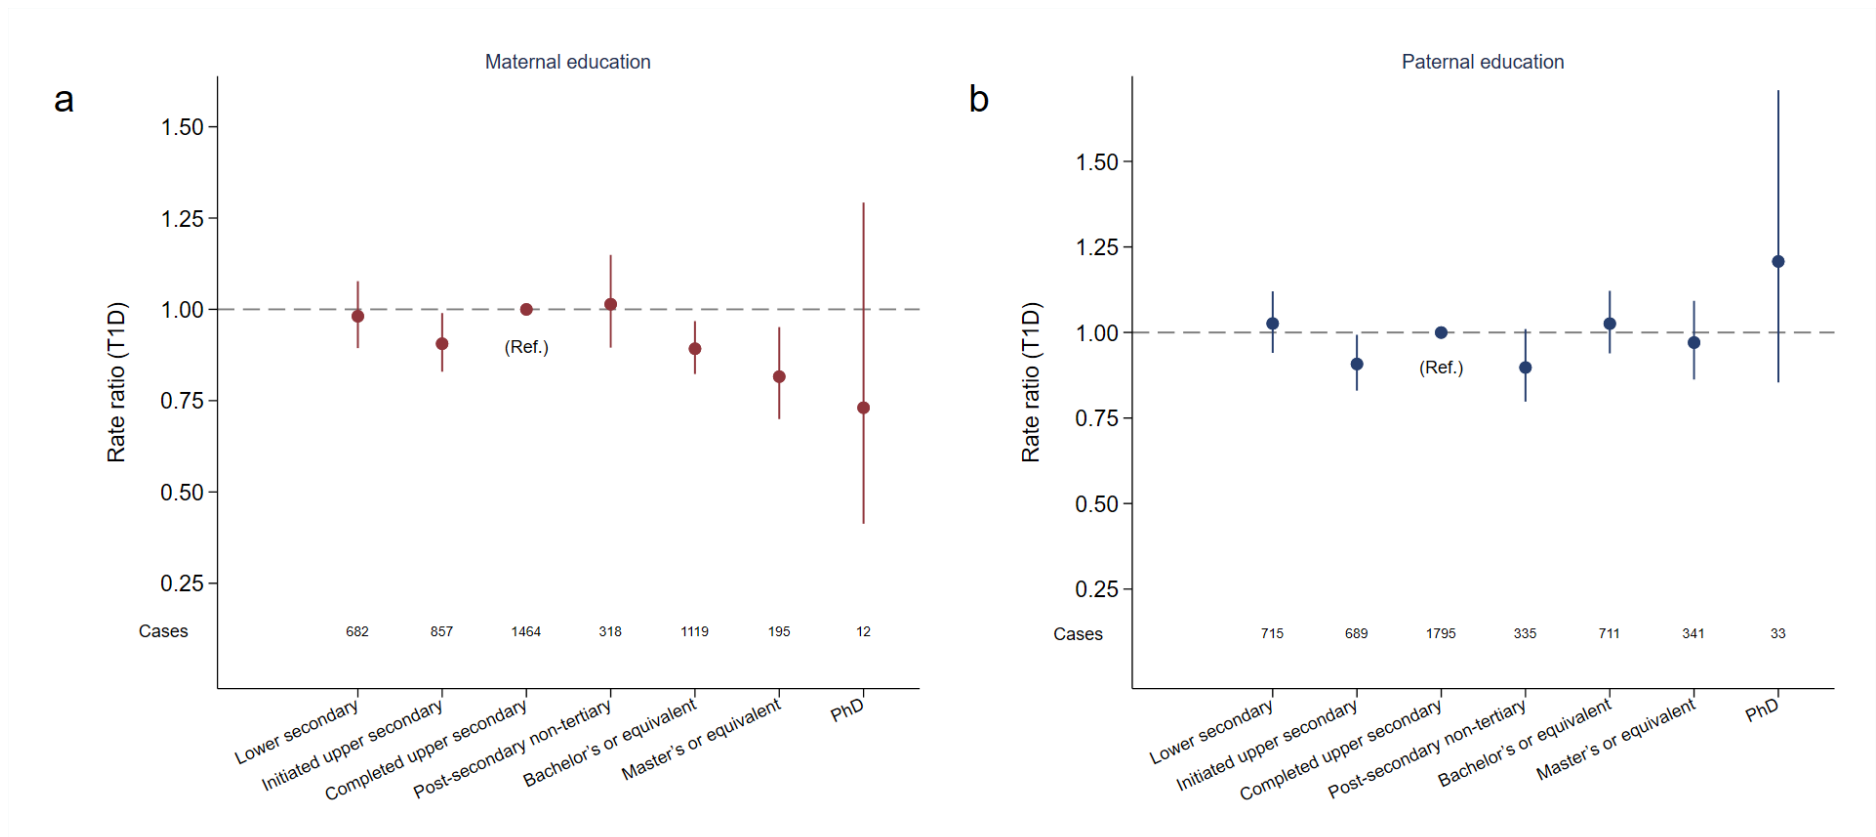 Maternal education
a
1.50
1.25
1.00
0.75
0.50
0.25
Rate ratio (T1D)
(Ref.)
Cases 682 857 1464 318 1119 195 12
Lower secondary
Initiated upper secondary
Completed upper secondary
Post-secondary non-tertiary
Bachelor's or equivalent
Master's or equivalent
PhD
Paternal education
b
1.50
1.25
1.00
0.75
0.50
0.25
Rate ratio (T1D)
(Ref.)
Cases 715 689 1795 335 711 341 33
Lower secondary
Initiated upper secondary
Completed upper secondary
Post-secondary non-tertiary
Bachelor's or equivalent
Master's or equivalent
PhD